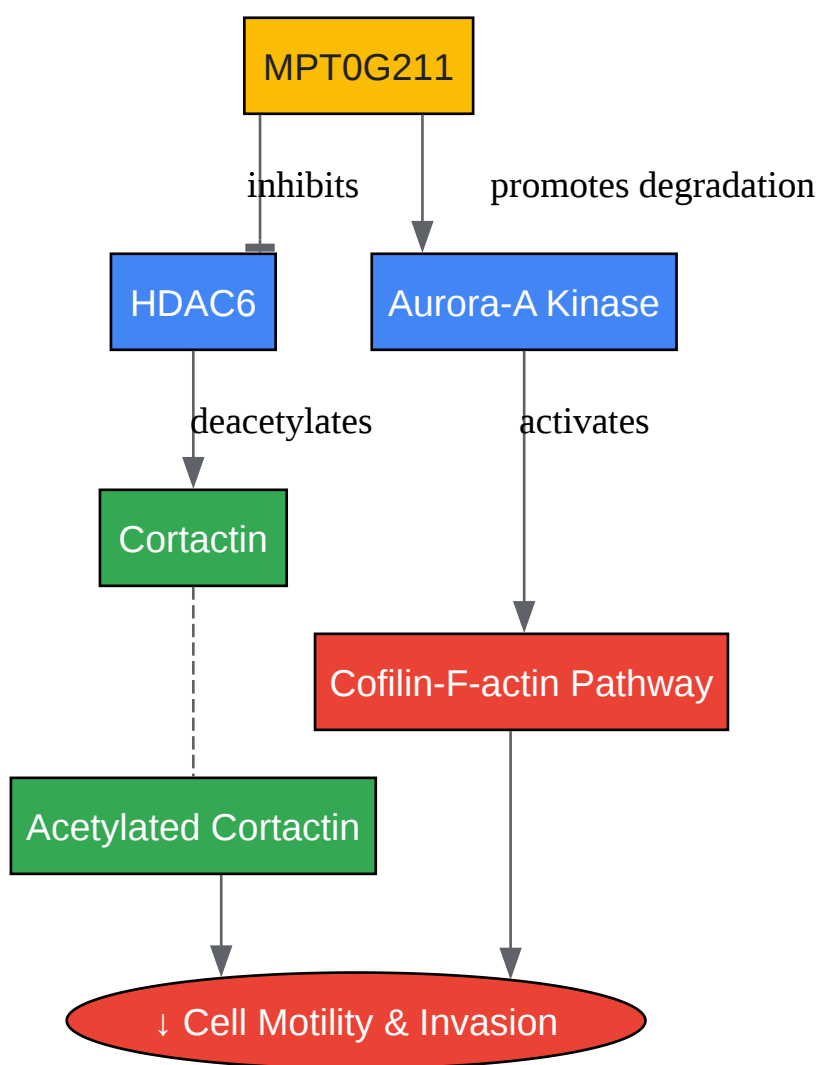 MPT0G211
inhibits
promotes degradation
HDAC6
Aurora-A Kinase
deacetylates
activates
Cortactin
Cofilin-F-actin Pathway
Acetylated Cortactin
↓ Cell Motility & Invasion